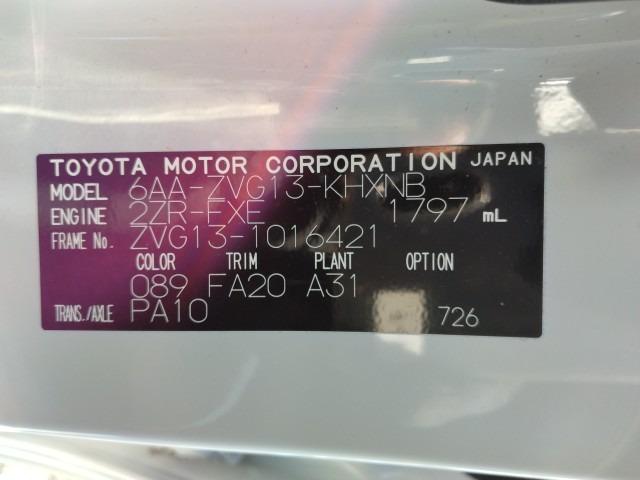 TOYOTA MOTOR CORPORATION JAPAN
MODEL 6AA-ZVG13-KHXNB
ENGINE 2ZR-FXE 1797 mL
FRAME No. ZVG13-1016421
COLOR TRIM PLANT OPTION
089 FA20 A31
TRANS./AXLE PA10 726